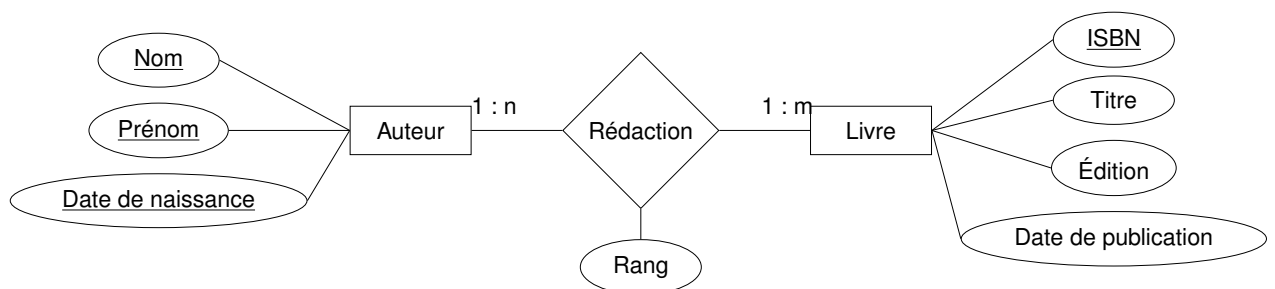 Nom
Prénom
Date de naissance
Auteur
1 : n
Rédaction
Rang
1 : m
Livre
ISBN
Titre
Édition
Date de publication